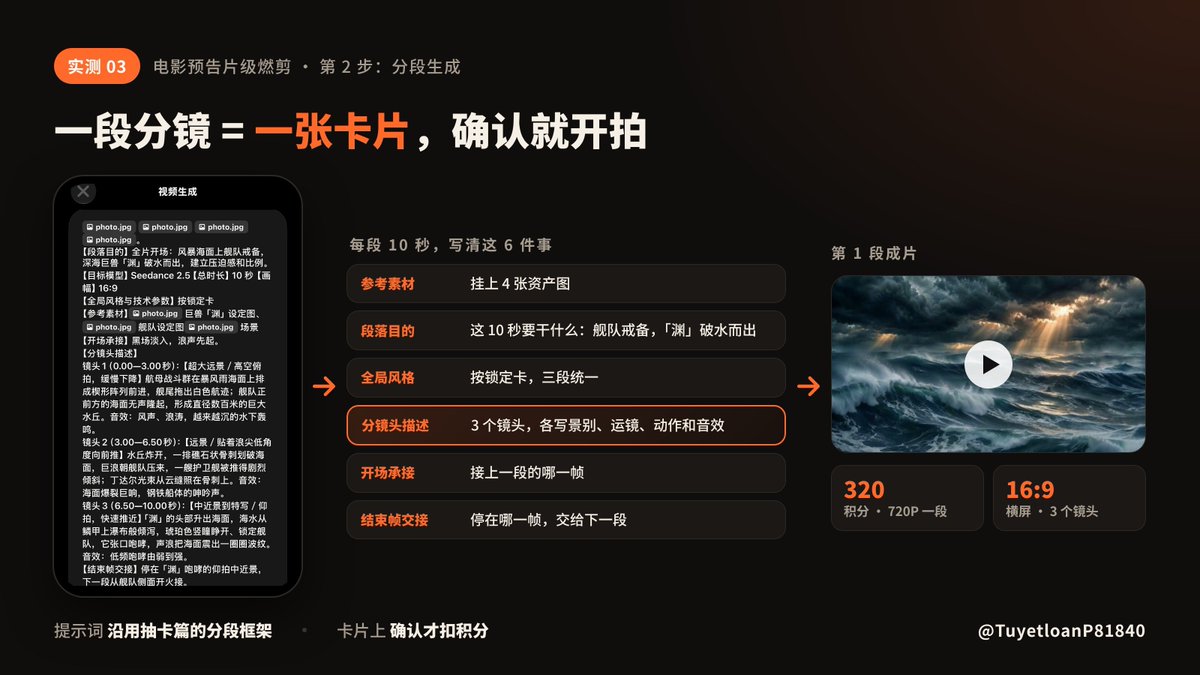 实测 03
电影预告片级燃剪 · 第 2 步：分段生成
一段分镜 = 一张卡片，确认就开拍
视频生成
photo.jpg photo.jpg photo.jpg
photo.jpg 。
【段落目的】全片开场：风暴海面上舰队戒备，
深海巨兽「渊」破水而出，建立压迫感和比例。
【目标模型】Seedance 2.5【总时长】10 秒【画
幅】16:9
【全局风格与技术参数】按锁定卡
【参考素材】photo.jpg 巨兽「渊」设定图、
photo.jpg 舰队设定图 photo.jpg 场景
【开场承接】黑场淡入，浪声先起。
【分镜头描述】
镜头 1（0.00—3.00 秒）：【超大远景 / 高空俯
拍，缓慢下降】航母战斗群在暴风雨海面上排
成楔形阵列前进，舰尾拖出白色航迹；舰队正
前方的海面无声隆起，形成直径数百米的巨大
水丘。音效：风声、浪涛，越来越沉的水下轰
鸣。
镜头 2（3.00—6.50 秒）：【远景 / 贴着浪尖低角
度向前推】水丘炸开，一排礁石状骨刺划破海
面，巨浪朝舰队压来，一艘护卫舰被推得剧烈
倾斜；丁达尔光束从云缝照在骨刺上。音效：
海面爆裂巨响，钢铁船体的呻吟声。
镜头 3（6.50—10.00 秒）：【中近景到特写 / 仰
拍，快速推近】「渊」的头部升出海面，海水从
鳞甲上瀑布般倾泻，琥珀色竖瞳睁开、锁定舰
队，它张口咆哮，声浪把海面震出一圈圈波纹。
音效：低频咆哮由弱到强。
【结束帧交接】停在「渊」咆哮的仰拍中近景，
下一段从舰队侧面开火接。
每段 10 秒，写清这 6 件事
参考素材 挂上 4 张资产图
段落目的 这 10 秒要干什么：舰队戒备，「渊」破水而出
全局风格 按锁定卡，三段统一
分镜头描述 3 个镜头，各写景别、运镜、动作和音效
开场承接 接上一段的哪一帧
结束帧交接 停在哪一帧，交给下一段
第 1 段成片
320
积分 · 720P 一段
16:9
横屏 · 3 个镜头
提示词 沿用抽卡篇的分段框架 · 卡片上 确认才扣积分
@TuyetloanP81840